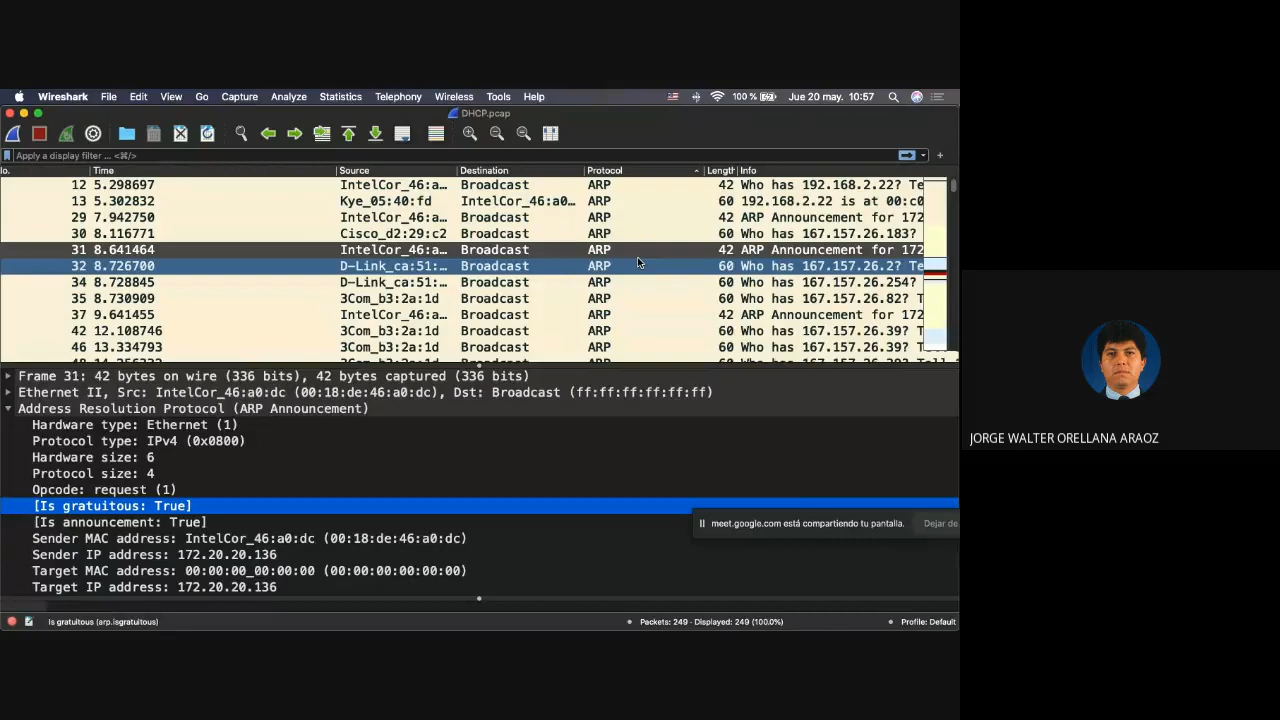 Wireshark File Edit View Go Capture Analyze Statistics Telephony Wireless Tools Help 100 % Jue 20 may. 10:57
DHCP.pcap
Apply a display filter ... <⌘/>
No. Time Source Destination Protocol Length Info
12 5.298697 IntelCor_46:a… Broadcast ARP 42 Who has 192.168.2.22? Te
13 5.302832 Kye_05:40:fd IntelCor_46:a0… ARP 60 192.168.2.22 is at 00:c0
29 7.942750 IntelCor_46:a… Broadcast ARP 42 ARP Announcement for 172
30 8.116771 Cisco_d2:29:c2 Broadcast ARP 60 Who has 167.157.26.183?
31 8.641464 IntelCor_46:a… Broadcast ARP 42 ARP Announcement for 172
32 8.726700 D-Link_ca:51:… Broadcast ARP 60 Who has 167.157.26.2? Te
34 8.728845 D-Link_ca:51:… Broadcast ARP 60 Who has 167.157.26.254?
35 8.730909 3Com_b3:2a:1d Broadcast ARP 60 Who has 167.157.26.82? T
37 9.641455 IntelCor_46:a… Broadcast ARP 42 ARP Announcement for 172
42 12.108746 3Com_b3:2a:1d Broadcast ARP 60 Who has 167.157.26.39? T
46 13.334793 3Com_b3:2a:1d Broadcast ARP 60 Who has 167.157.26.39? T
Frame 31: 42 bytes on wire (336 bits), 42 bytes captured (336 bits)
Ethernet II, Src: IntelCor_46:a0:dc (00:18:de:46:a0:dc), Dst: Broadcast (ff:ff:ff:ff:ff:ff)
Address Resolution Protocol (ARP Announcement)
Hardware type: Ethernet (1)
Protocol type: IPv4 (0x0800)
Hardware size: 6
Protocol size: 4
Opcode: request (1)
[Is gratuitous: True]
[Is announcement: True]
Sender MAC address: IntelCor_46:a0:dc (00:18:de:46:a0:dc)
Sender IP address: 172.20.20.136
Target MAC address: 00:00:00_00:00:00 (00:00:00:00:00:00)
Target IP address: 172.20.20.136
meet.google.com está compartiendo tu pantalla. Dejar de
Is gratuitous (arp.isgratuitous) Packets: 249 · Displayed: 249 (100.0%) Profile: Default
JORGE WALTER ORELLANA ARAOZ